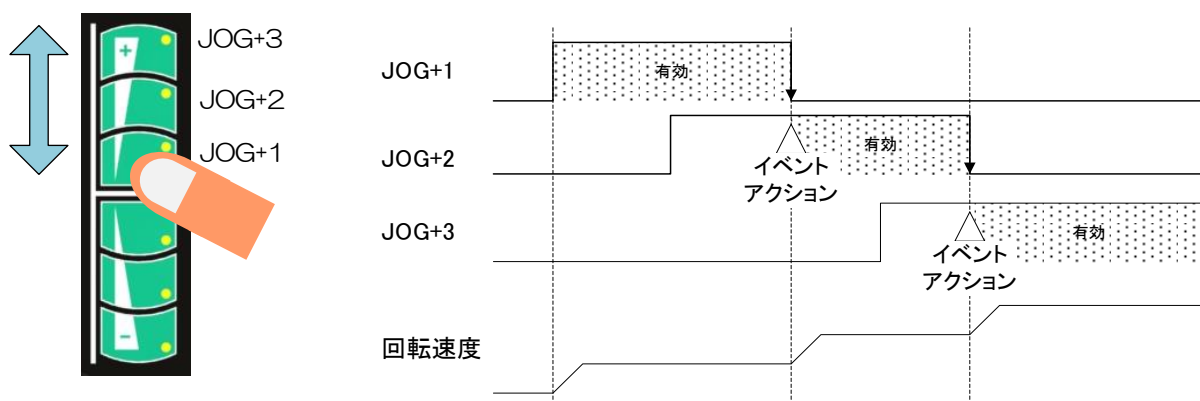 +
JOG+3
JOG+2
JOG+1
-
JOG+1
有効
JOG+2
有効
イベント
アクション
JOG+3
有効
イベント
アクション
回転速度